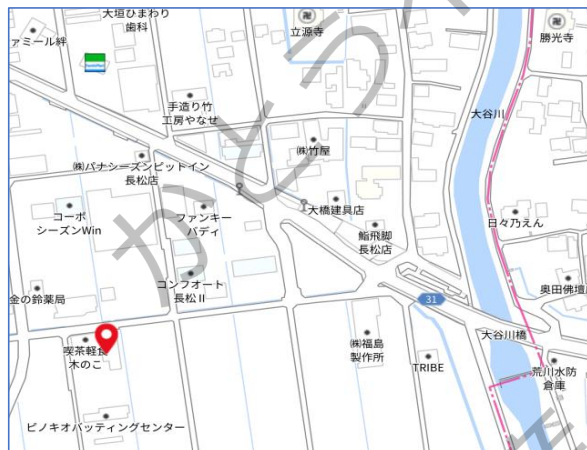 大垣ひまわり
歯科
ァミール絆
立源寺
勝光寺
手造り竹
工房やなせ
大谷川
㈱竹屋
㈱パナシーズンピットイン
長松店
コーポ
シーズンWin
ファンキー
バディ
大橋建具店
鮨飛脚
長松店
日々乃えん
金の鈴薬局
コンフオート
長松Ⅱ
奥田佛壇
31
喫茶軽食
木のこ
㈱福島
製作所
大谷川橋
TRIBE
荒川水防
倉庫
ピノキオバッティングセンター